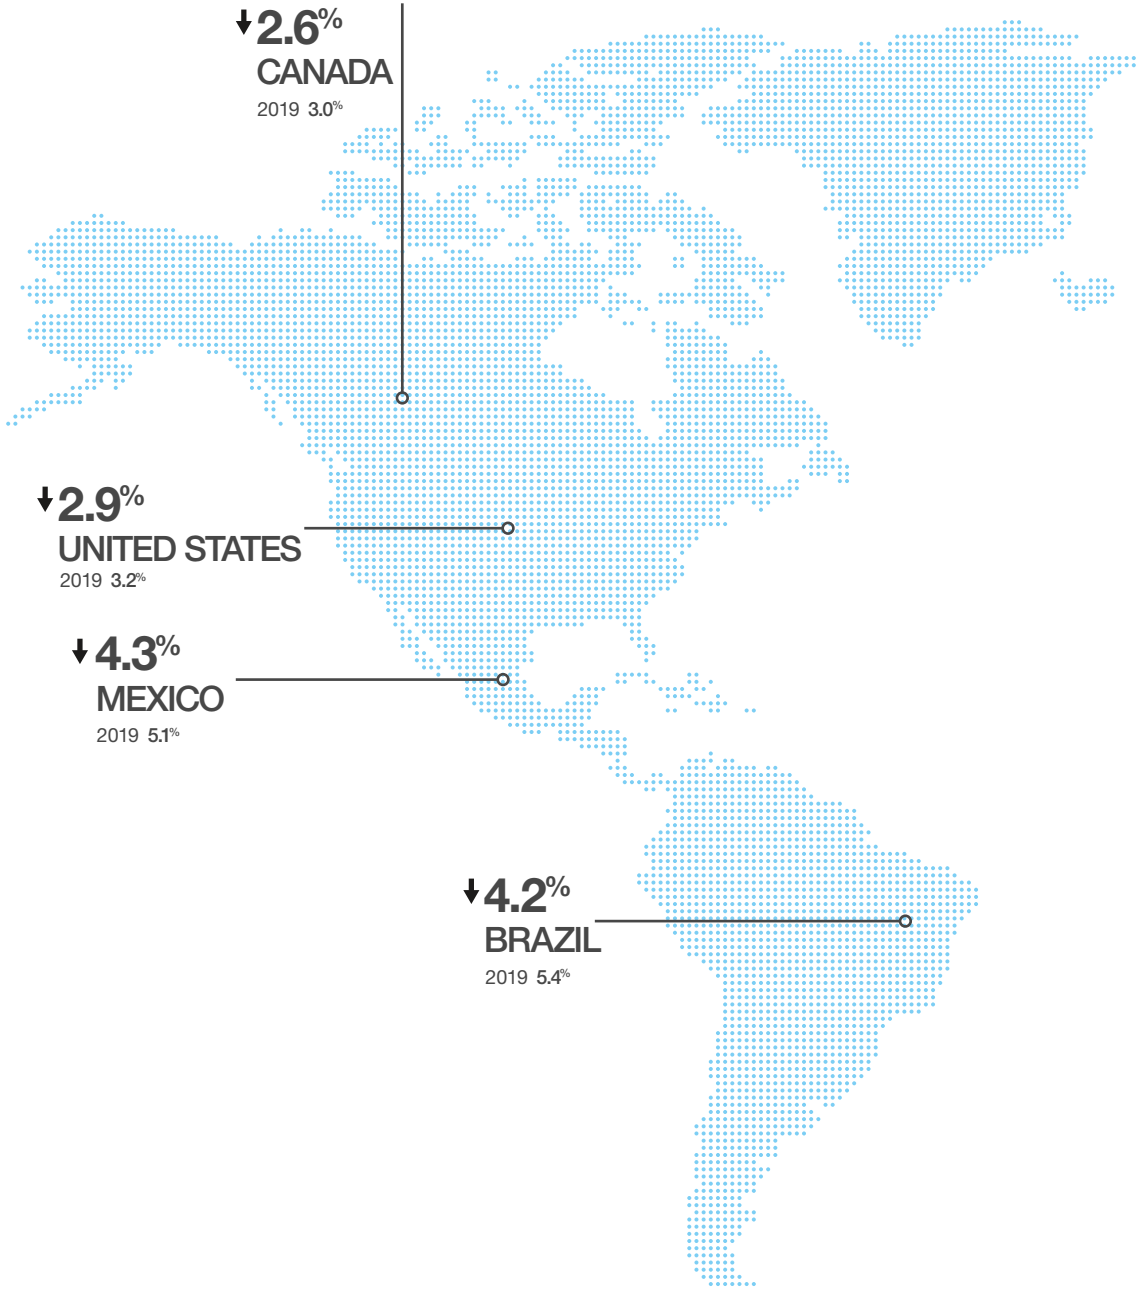 ↓2.6%
CANADA
2019 3.0%
↓2.9%
UNITED STATES
2019 3.2%
↓4.3%
MEXICO
2019 5.1%
↓4.2%
BRAZIL
2019 5.4%